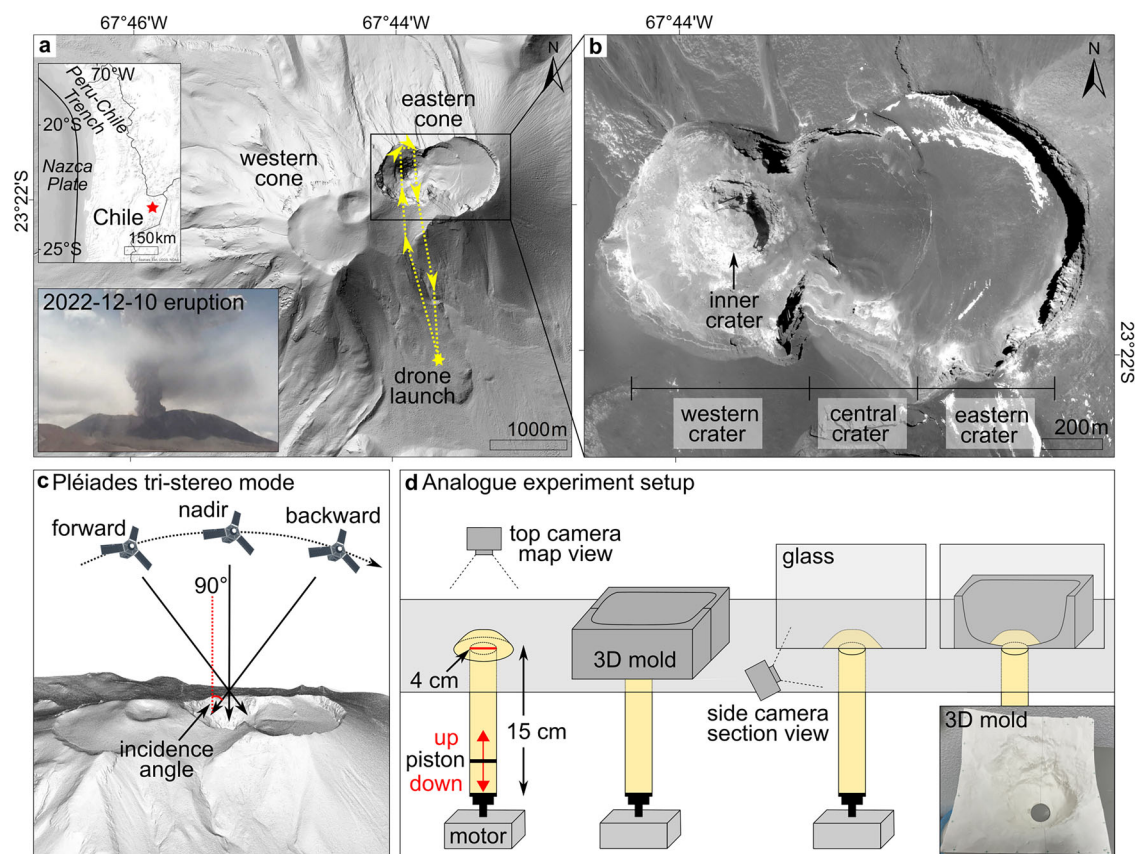 67°46'W
67°44'W
a
N
70°W
Peru-Chile
Trench
20°S
Nazca
Plate
Chile
150km
25°S
23°22'S
eastern
cone
western
cone
drone
launch
1000m
2022-12-10 eruption
67°44'W
b
N
inner
crater
23°22'S
western
crater
central
crater
eastern
crater
200m
c Pléiades tri-stereo mode
forward
nadir
backward
90°
incidence
angle
d Analogue experiment setup
top camera
map view
4 cm
15 cm
up
piston
down
motor
3D mold
glass
side camera
section view
3D mold